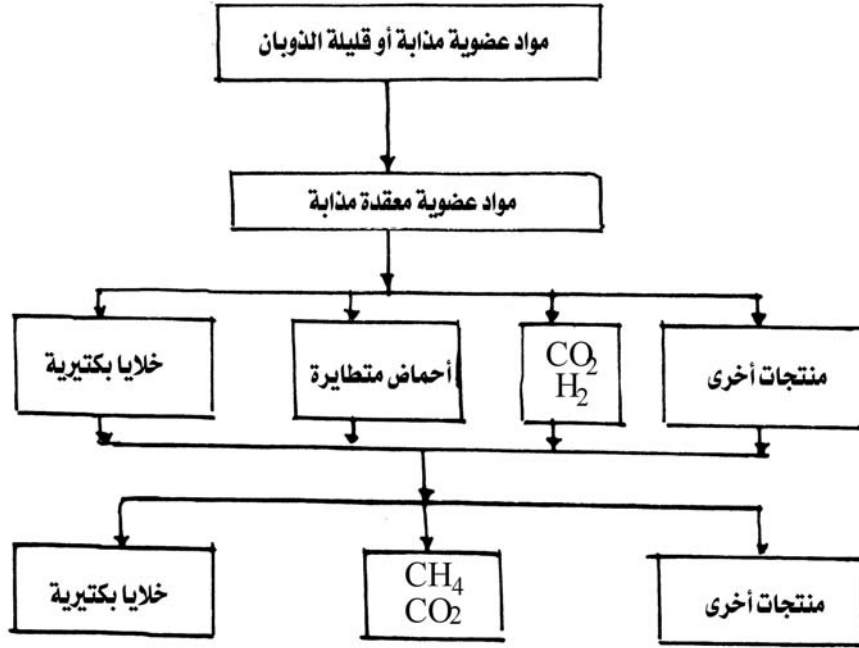 مواد عضوية مذابة أو قليلة الذوبان
مواد عضوية معقدة مذابة
منتجات أخرى
CO2
H2
أحماض متطايرة
خلايا بكتيرية
منتجات أخرى
CH4
CO2
خلايا بكتيرية